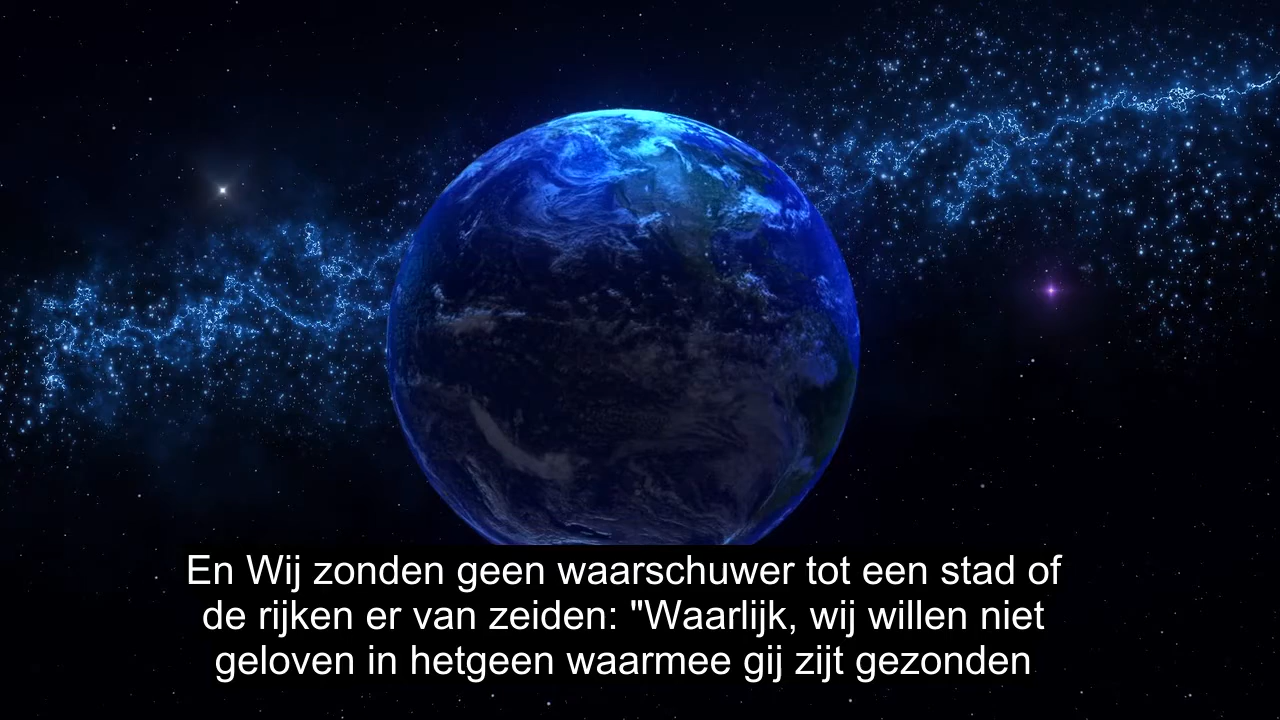 En Wij zonden geen waarschuwer tot een stad of
de rijken er van zeiden: "Waarlijk, wij willen niet
geloven in hetgeen waarmee gij zijt gezonden